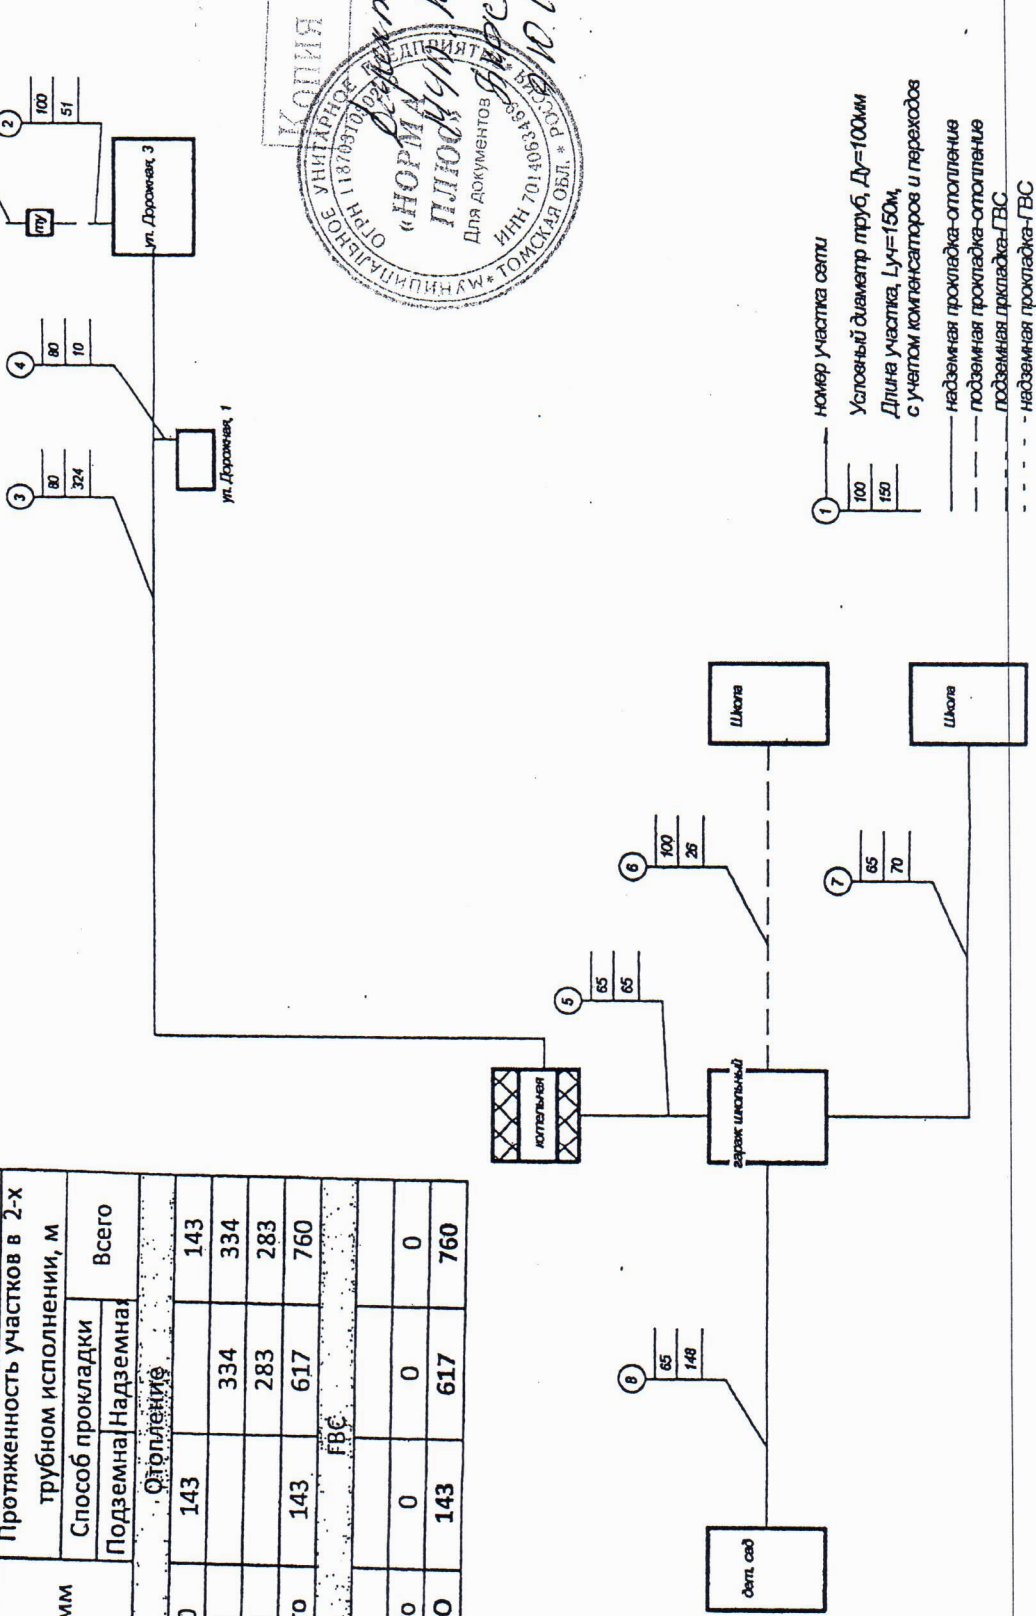 Протяженность участков в 2-х
трубном исполнении, м
мм
Способ прокладки
Всего
Подземная
Надземная
Отопление
143
143
334
334
283
283
143
617
760
ГВС
0
0
0
143
617
760
2
100
51
ту
ул. Дорожная, 3
4
80
10
3
80
324
ул. Дорожная, 1
Копия
МУНИЦИПАЛЬНОЕ УНИТАРНОЕ ПРЕДПРИЯТИЕ * РОССИЯ * ТОМСКАЯ ОБЛ. *
«НОРМА
ПЛЮС»
Для документов
котельная
5
65
65
6
100
26
Школа
7
65
70
Школа
гараж школьный
8
65
148
дет. сад
1
номер участка сети
100
Условный диаметр труб, Ду=100мм
150
Длина участка, Lуч=150м,
с учетом компенсаторов и переходов
надземная прокладка-отопление
подземная прокладка-отопление
подземная пркладка-ГВС
надземная прокладка-ГВС